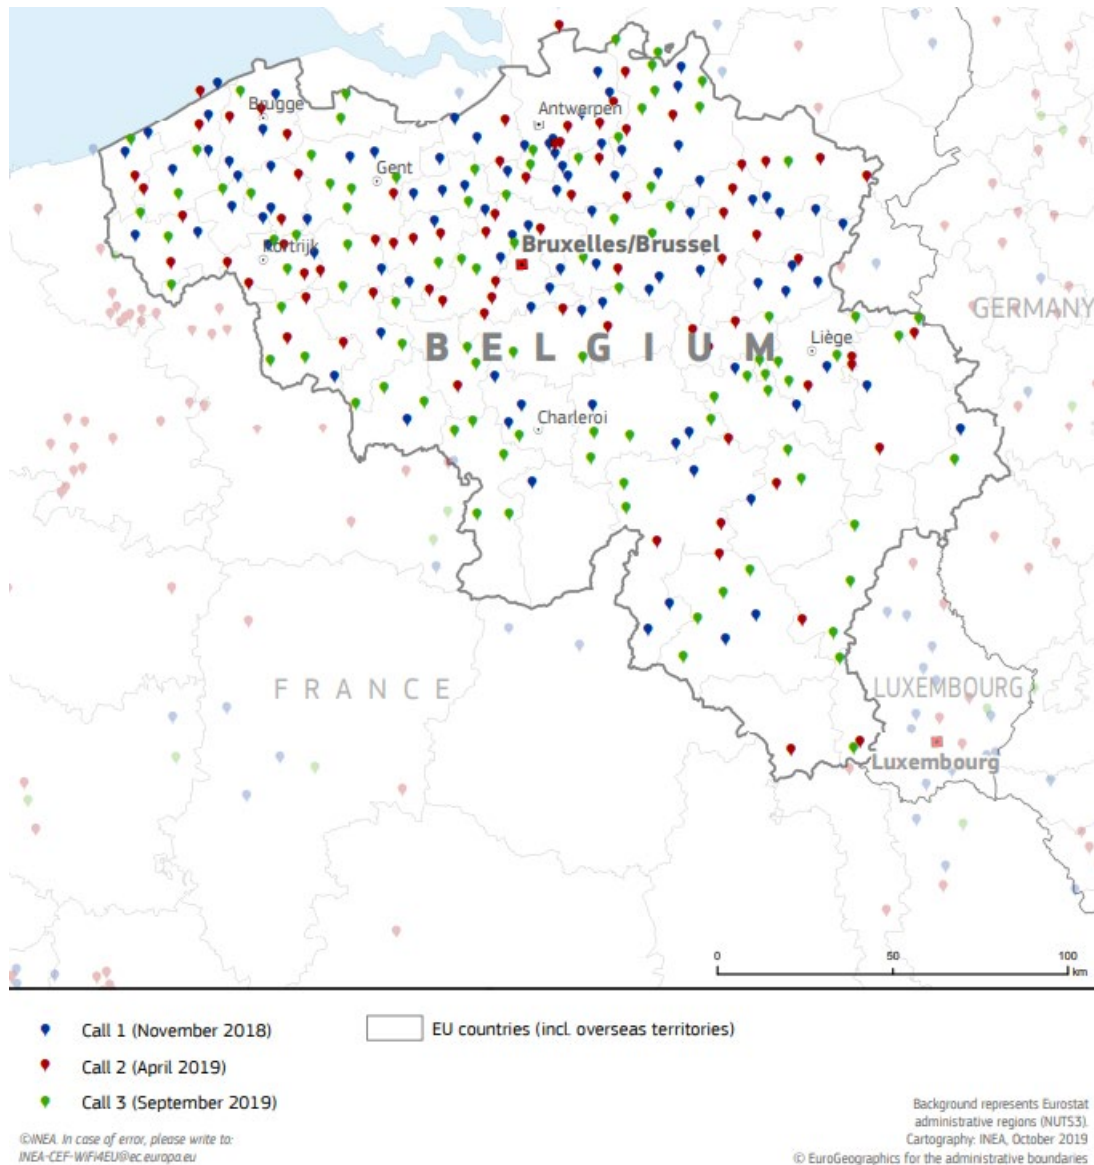 Brugge
Antwerpen
Gent
Kortrijk
Bruxelles/Brussel
GERMANY
BELGIUM
Liège
Charleroi
FRANCE
LUXEMBOURG
Luxembourg
0 50 100
km
Call 1 (November 2018)
EU countries (incl. overseas territories)
Call 2 (April 2019)
Call 3 (September 2019)
©INEA. In case of error, please write to:
INEA-CEF-WIFI4EU@ec.europa.eu
Background represents Eurostat
administrative regions (NUTS3).
Cartography: INEA, October 2019
© EuroGeographics for the administrative boundaries